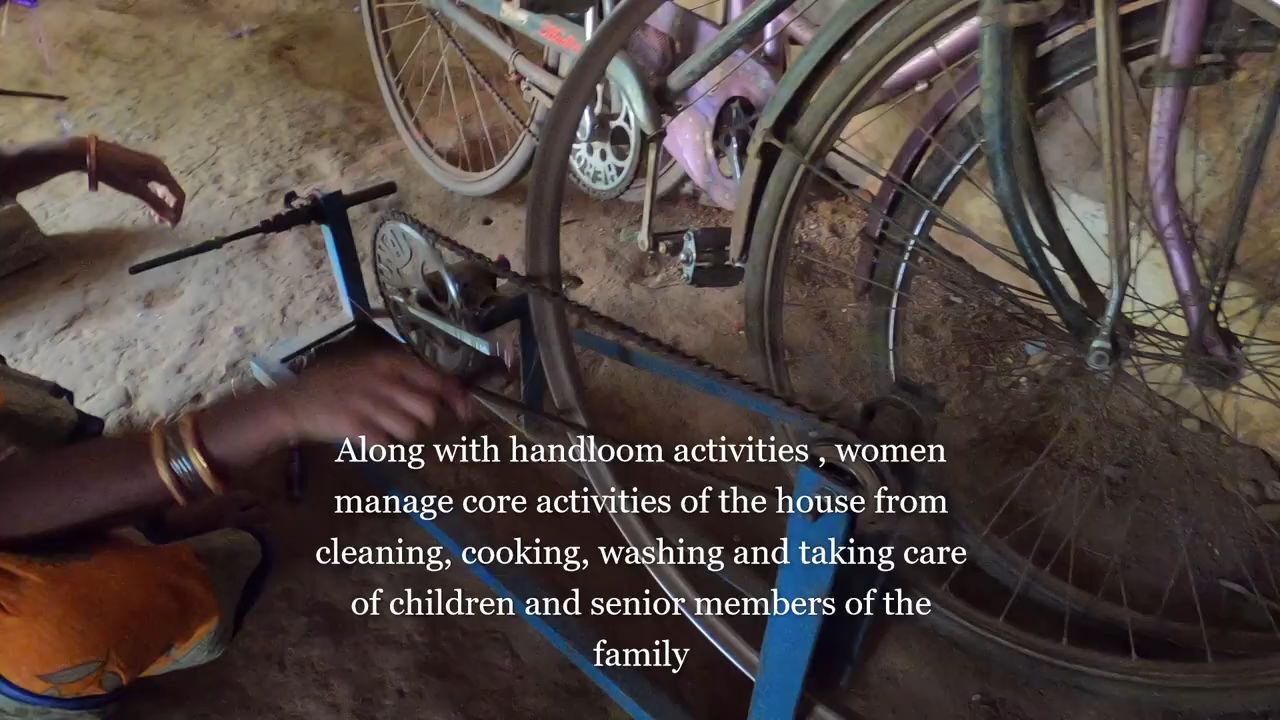 HERO
Along with handloom activities , women
manage core activities of the house from
cleaning, cooking, washing and taking care
of children and senior members of the
family